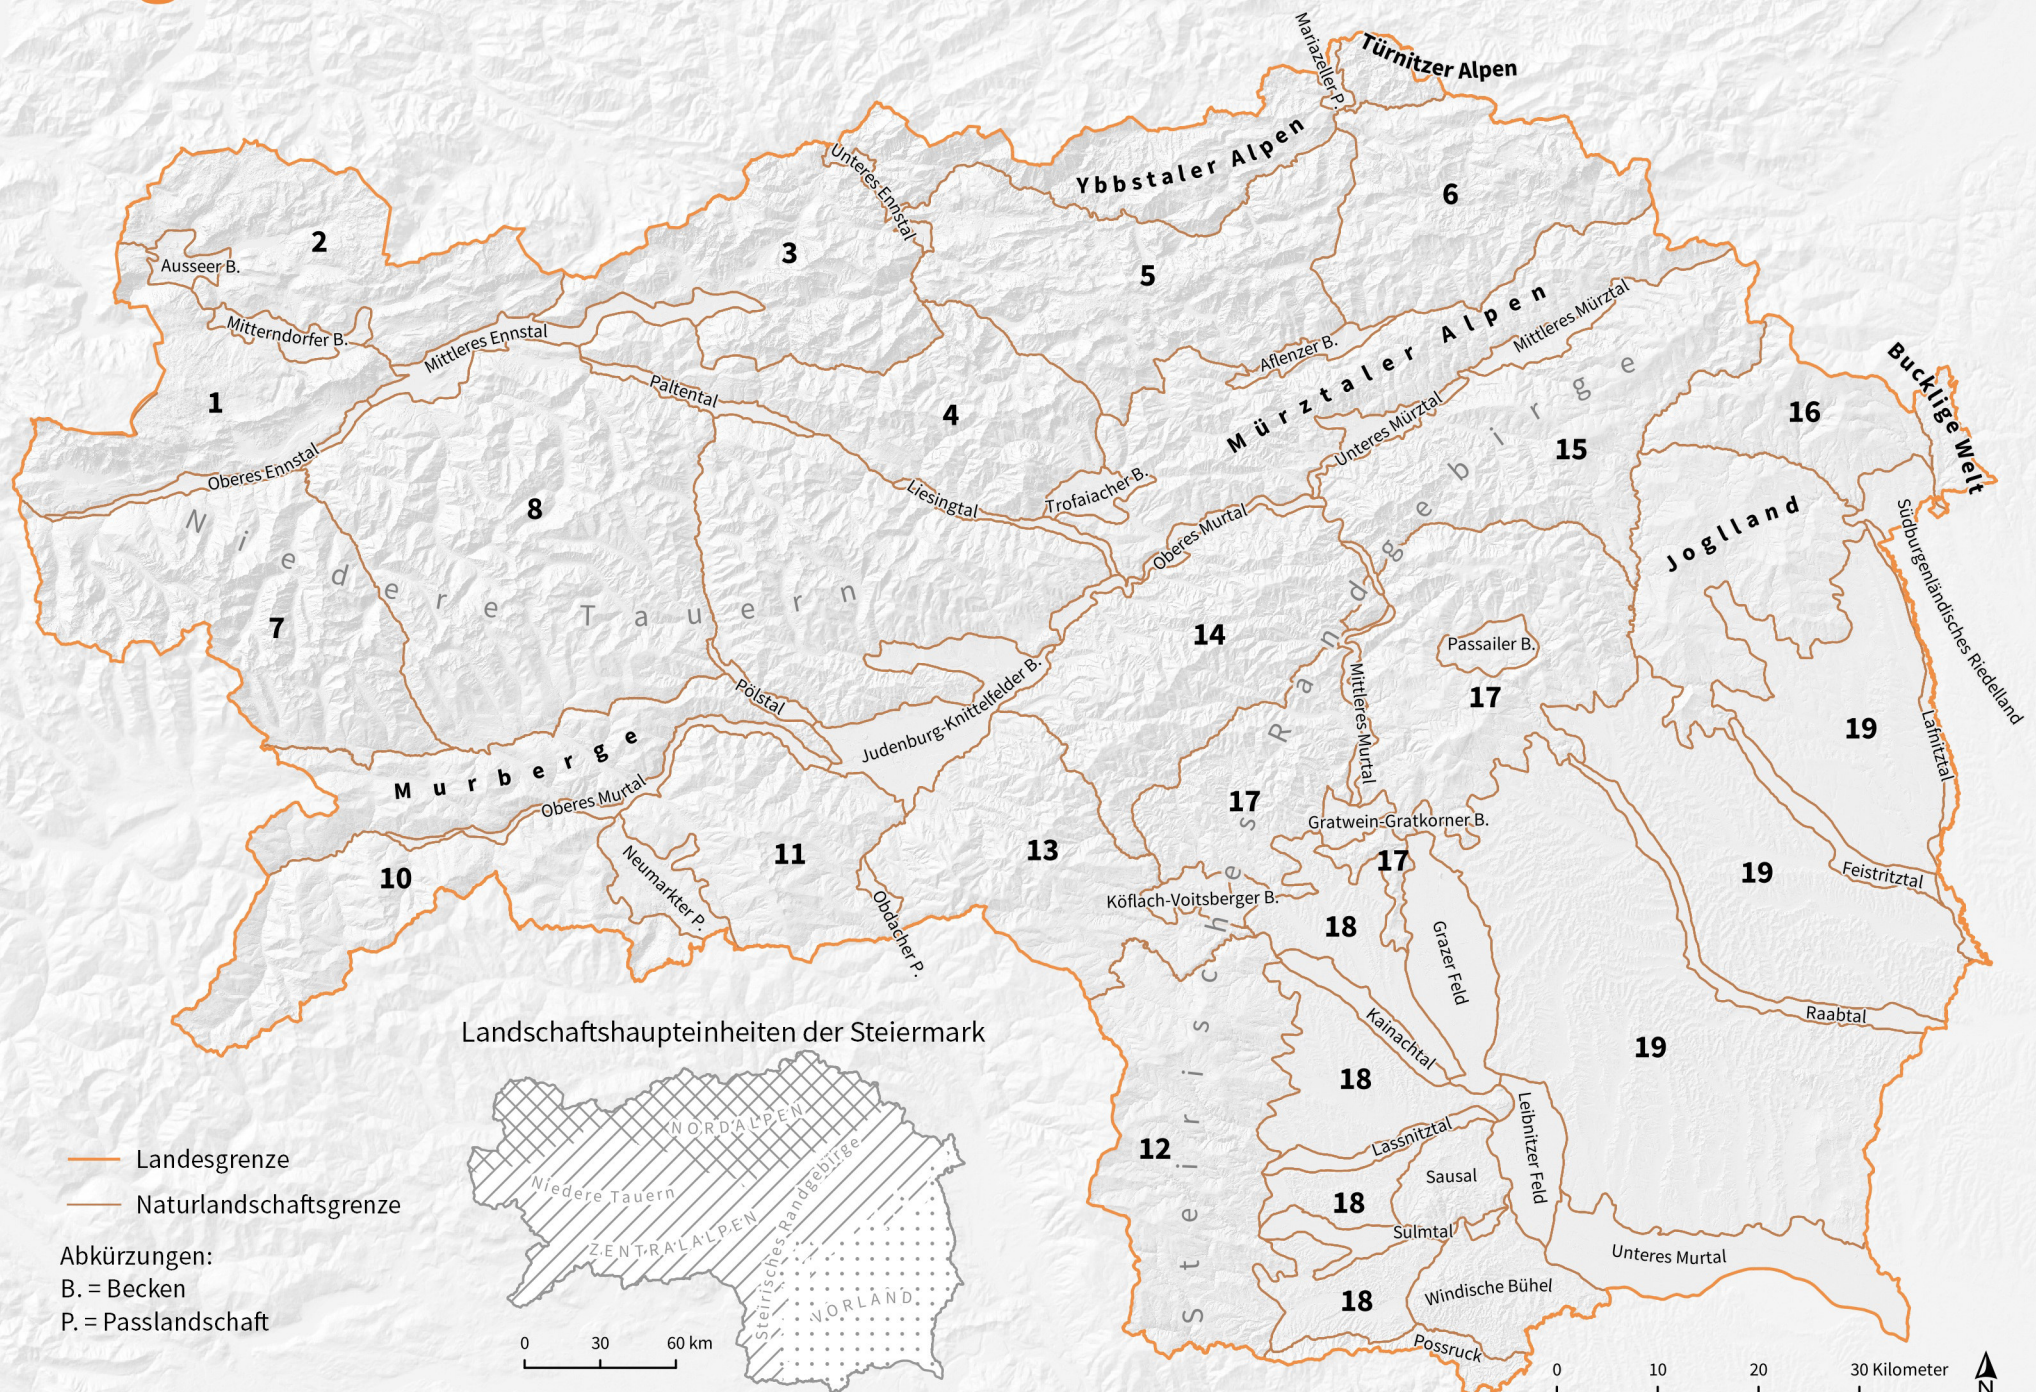 Mariazeller P.
Türnitzer Alpen
Ybbstaler Alpen
Unteres Ennstal
2
3
5
6
Ausseer B.
Mitterndorfer B.
Mittleres Ennstal
Aflenzer B.
Mürztaler Alpen
Mittleres Mürztal
Bucklige Welt
1
Paltental
4
Unteres Mürztal
15
16
Oberes Ennstal
8
Liesingtal
Trofaiacher B.
Oberes Murtal
Joglland
Südburgenländisches Riedelland
Niedere Tauern
7
14
Passailer B.
17
Pölstal
Judenburg-Knittelfelder B.
Mittleres Murtal
19
Lafnitztal
Murberge
Oberes Murtal
17
Gratwein-Gratkorner B.
10
Neumarkter P.
11
Obdacher P.
13
17
19
Feistritztal
Köflach-Voitsberger B.
18
Grazer Feld
Steirisches Randgebirge
Kainachtal
Raabtal
19
18
12
Lassnitztal
Leibnitzer Feld
Sausal
18
Sulmtal
Unteres Murtal
Windische Bühel
18
Possruck
Landschaftshaupteinheiten der Steiermark
NORDALPEN
Niedere Tauern
ZENTRALALPEN
Steirisches Randgebirge
VORLAND
Landesgrenze
Naturlandschaftsgrenze
Abkürzungen:
B. = Becken
P. = Passlandschaft
0 30 60 km
0 10 20 30 Kilometer
N